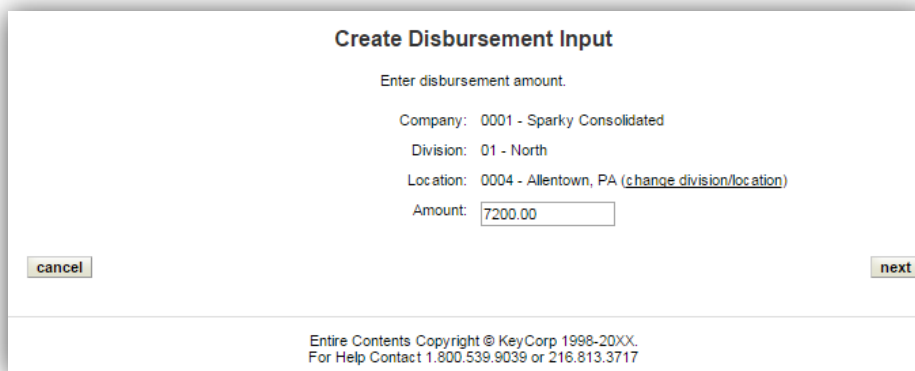 Create Disbursement Input
Enter disbursement amount.
Company: 0001 - Sparky Consolidated
Division: 01 - North
Location: 0004 - Allentown, PA (change division/location)
Amount: 7200.00
cancel next
Entire Contents Copyright © KeyCorp 1998-20XX.
For Help Contact 1.800.539.9039 or 216.813.3717